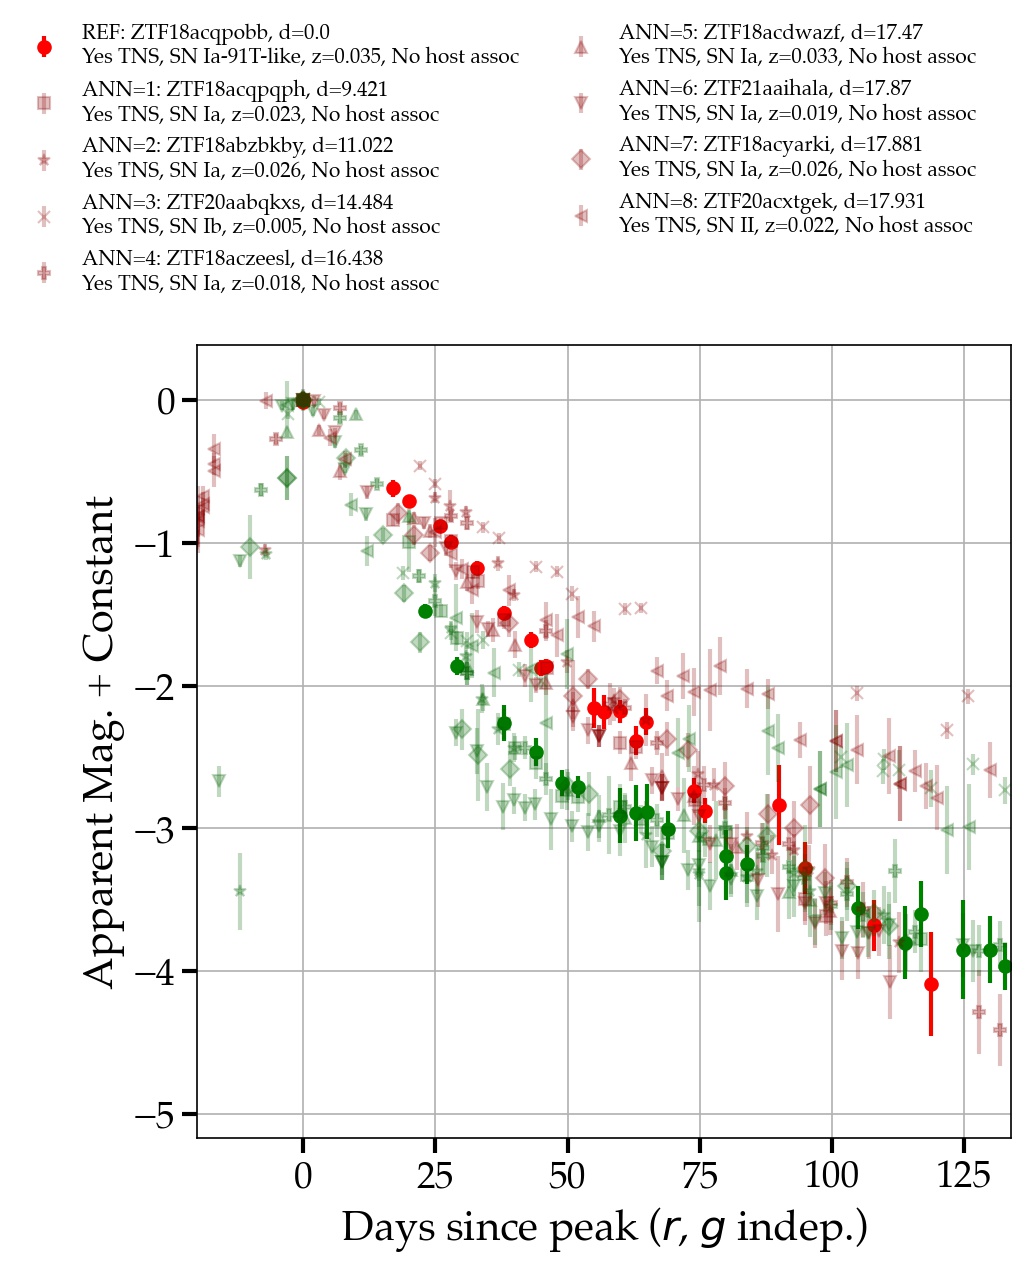 REF: ZTF18acqpobb, d=0.0
Yes TNS, SN Ia-91T-like, z=0.035, No host assoc
ANN=1: ZTF18acqpqph, d=9.421
Yes TNS, SN Ia, z=0.023, No host assoc
ANN=2: ZTF18abzbkby, d=11.022
Yes TNS, SN Ia, z=0.026, No host assoc
ANN=3: ZTF20aabqkxs, d=14.484
Yes TNS, SN Ib, z=0.005, No host assoc
ANN=4: ZTF18aczeesl, d=16.438
Yes TNS, SN Ia, z=0.018, No host assoc
ANN=5: ZTF18acdwazf, d=17.47
Yes TNS, SN Ia, z=0.033, No host assoc
ANN=6: ZTF21aaihala, d=17.87
Yes TNS, SN Ia, z=0.019, No host assoc
ANN=7: ZTF18acyarki, d=17.881
Yes TNS, SN Ia, z=0.026, No host assoc
ANN=8: ZTF20acxtgek, d=17.931
Yes TNS, SN II, z=0.022, No host assoc
Apparent Mag. + Constant
0
−1
−2
−3
−4
−5
0 25 50 75 100 125
Days since peak (r, g indep.)